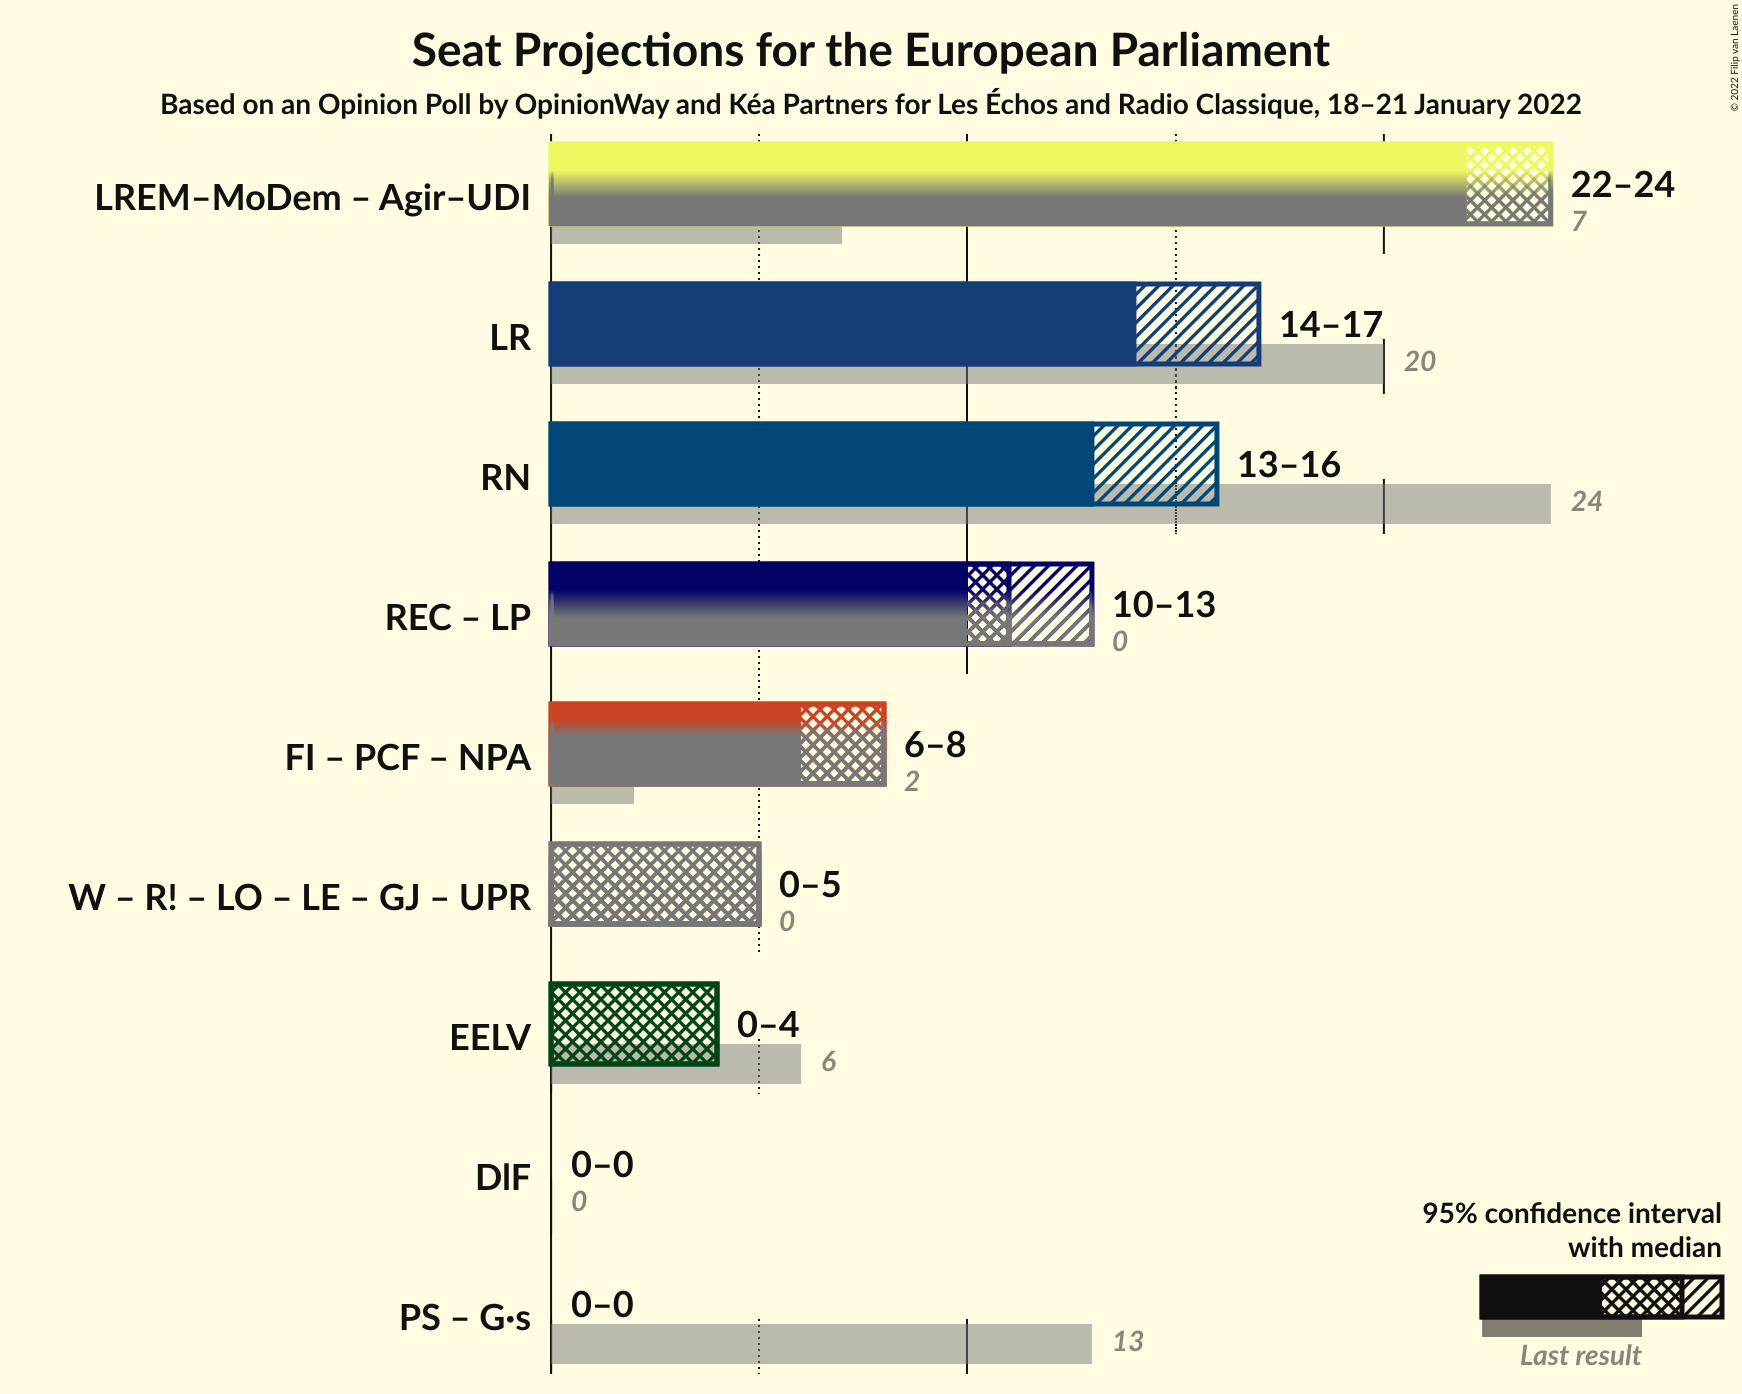 Seat Projections for the European Parliament
Based on an Opinion Poll by OpinionWay and Kéa Partners for Les Échos and Radio Classique, 18–21 January 2022
© 2022 Filip van Laenen
LREM–MoDem – Agir–UDI
22–24
7
LR
14–17
20
RN
13–16
24
REC – LP
10–13
0
FI – PCF – NPA
6–8
2
W – R! – LO – LE – GJ – UPR
0–5
0
EELV
0–4
6
DlF
0–0
0
PS – G·s
0–0
13
95% confidence interval
with median
Last result